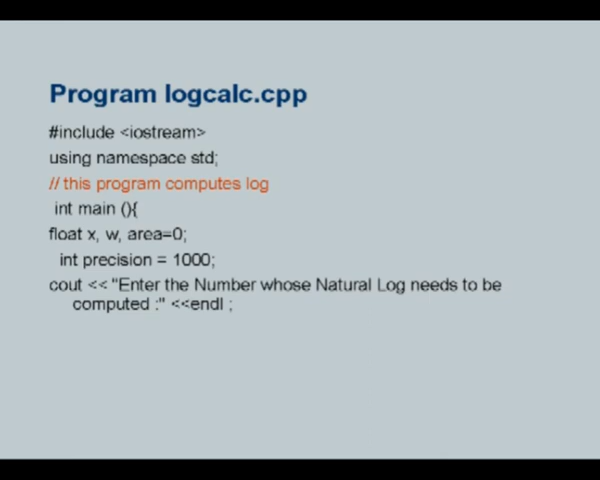 Program logcalc.cpp
#include <iostream>
using namespace std;
// this program computes log
int main (){
float x, w, area=0;
int precision = 1000;
cout << "Enter the Number whose Natural Log needs to be
computed :" <<endl ;